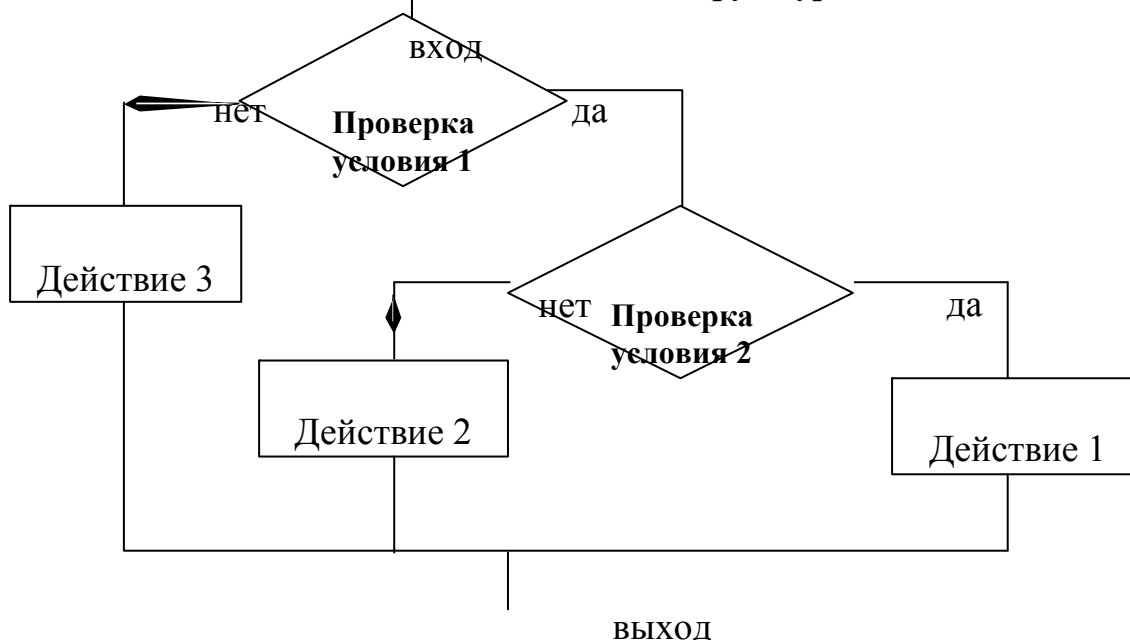 вход
нет
да
Проверка
условия 1
Действие 3
нет
да
Проверка
условия 2
Действие 2
Действие 1
выход